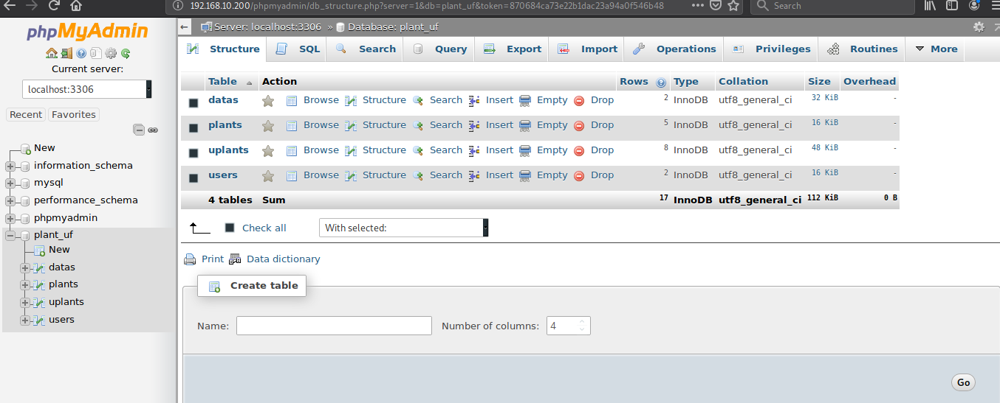 192.168.10.200/phpmyadmin/db_structure.php?server=1&db=plant_uf&token=870684ca73e22b1dac23a94a0f546b48
Search
phpMyAdmin
Current server:
localhost:3306
Recent Favorites
New
information_schema
mysql
performance_schema
phpmyadmin
plant_uf
New
datas
plants
uplants
users
Server: localhost:3306 » Database: plant_uf
Structure SQL Search Query Export Import Operations Privileges Routines More
Table Action Rows Type Collation Size Overhead
datas Browse Structure Search Insert Empty Drop 2 InnoDB utf8_general_ci 32 KiB -
plants Browse Structure Search Insert Empty Drop 5 InnoDB utf8_general_ci 16 KiB -
uplants Browse Structure Search Insert Empty Drop 8 InnoDB utf8_general_ci 48 KiB -
users Browse Structure Search Insert Empty Drop 2 InnoDB utf8_general_ci 16 KiB -
4 tables Sum 17 InnoDB utf8_general_ci 112 KiB 0 B
Check all With selected:
Print Data dictionary
Create table
Name: Number of columns: 4
Go